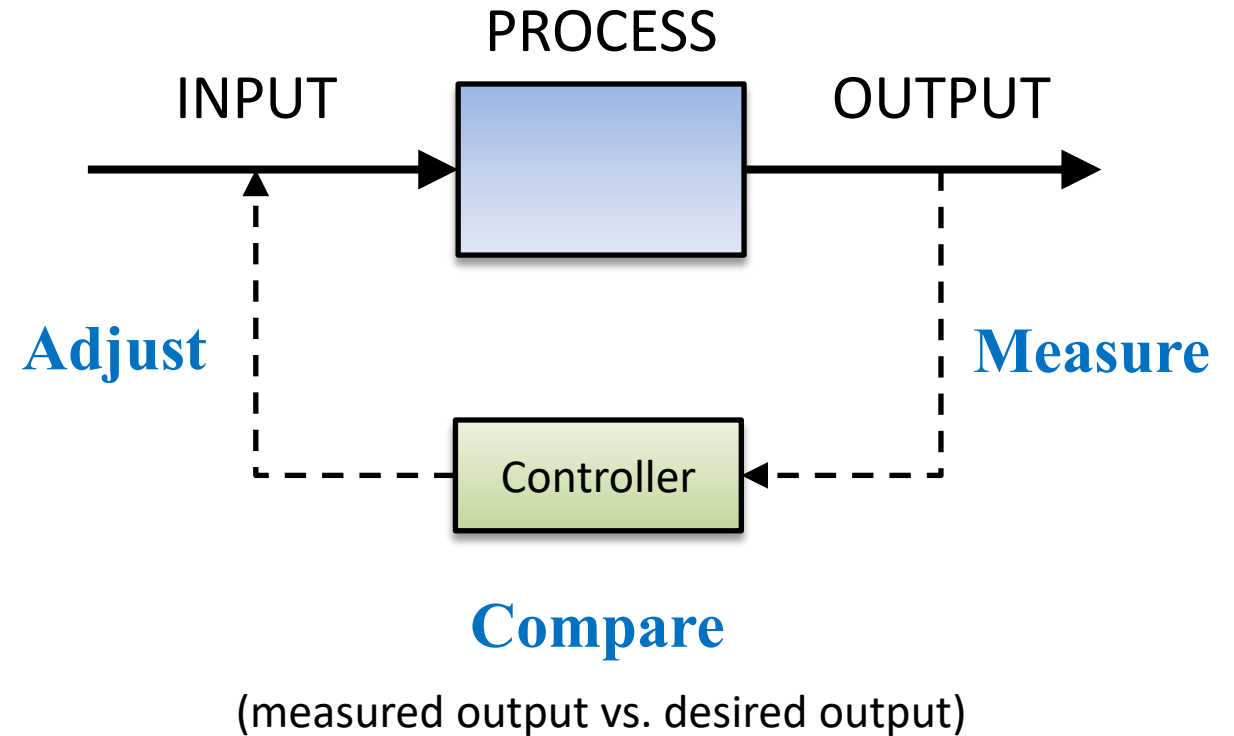 PROCESS
INPUT
OUTPUT
Adjust
Measure
Controller
Compare
(measured output vs. desired output)